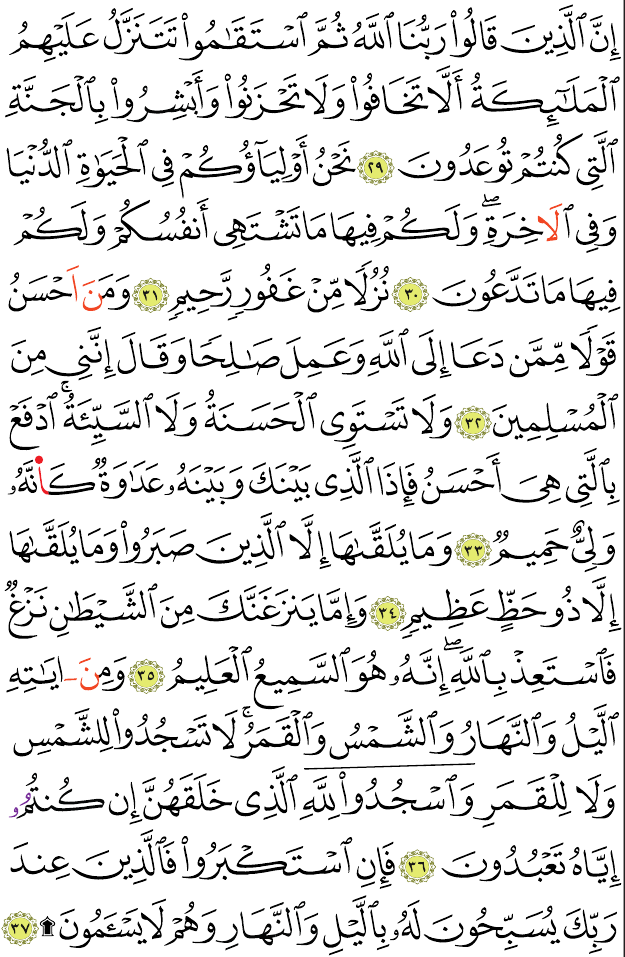 إِنَّ ٱلَّذِينَ قَالُوا۟ رَبُّنَا ٱللَّهُ ثُمَّ ٱسْتَقَٰمُوا۟ تَتَنَزَّلُ عَلَيْهِمُ
ٱلْمَلَٰٓئِكَةُ أَلَّا تَخَافُوا۟ وَلَا تَحْزَنُوا۟ وَأَبْشِرُوا۟ بِٱلْجَنَّةِ
ٱلَّتِى كُنتُمْ تُوعَدُونَ ٢٩ نَحْنُ أَوْلِيَآؤُكُمْ فِى ٱلْحَيَوٰةِ ٱلدُّنْيَا
وَفِى ٱلَاخِرَةِ ۖ وَلَكُمْ فِيهَا مَا تَشْتَهِى أَنفُسُكُمْ وَلَكُمْ
فِيهَا مَا تَدَّعُونَ ٣٠ نُزُلًا مِّنْ غَفُورٍ رَّحِيمٍ ٣١ وَمَنَ اَحْسَنُ
قَوْلًا مِّمَّن دَعَا إِلَى ٱللَّهِ وَعَمِلَ صَٰلِحًا وَقَالَ إِنَّنِى مِنَ
ٱلْمُسْلِمِينَ ٣٢ وَلَا تَسْتَوِى ٱلْحَسَنَةُ وَلَا ٱلسَّيِّئَةُ ۚ ٱدْفَعْ
بِٱلَّتِى هِىَ أَحْسَنُ فَإِذَا ٱلَّذِى بَيْنَكَ وَبَيْنَهُۥ عَدَٰوَةٌ كَأَنَّهُۥ
وَلِىٌّ حَمِيمٌ ٣٣ وَمَا يُلَقَّىٰهَا إِلَّا ٱلَّذِينَ صَبَرُوا۟ وَمَا يُلَقَّىٰهَا
إِلَّا ذُو حَظٍّ عَظِيمٍ ٣٤ وَإِمَّا يَنزَغَنَّكَ مِنَ ٱلشَّيْطَٰنِ نَزْغٌ
فَٱسْتَعِذْ بِٱللَّهِ ۖ إِنَّهُۥ هُوَ ٱلسَّمِيعُ ٱلْعَلِيمُ ٣٥ وَمِنَ ايَٰتِهِ
ٱلَّيْلُ وَٱلنَّهَارُ وَٱلشَّمْسُ وَٱلْقَمَرُ ۚ لَا تَسْجُدُوا۟ لِلشَّمْسِ
وَلَا لِلْقَمَرِ وَٱسْجُدُوا۟ لِلَّهِ ٱلَّذِى خَلَقَهُنَّ إِن كُنتُمُۥ
إِيَّاهُ تَعْبُدُونَ ٣٦ فَإِنِ ٱسْتَكْبَرُوا۟ فَٱلَّذِينَ عِندَ
رَبِّكَ يُسَبِّحُونَ لَهُۥ بِٱلَّيْلِ وَٱلنَّهَارِ وَهُمْ لَا يَسْـَٔمُونَ ۩ ٣٧